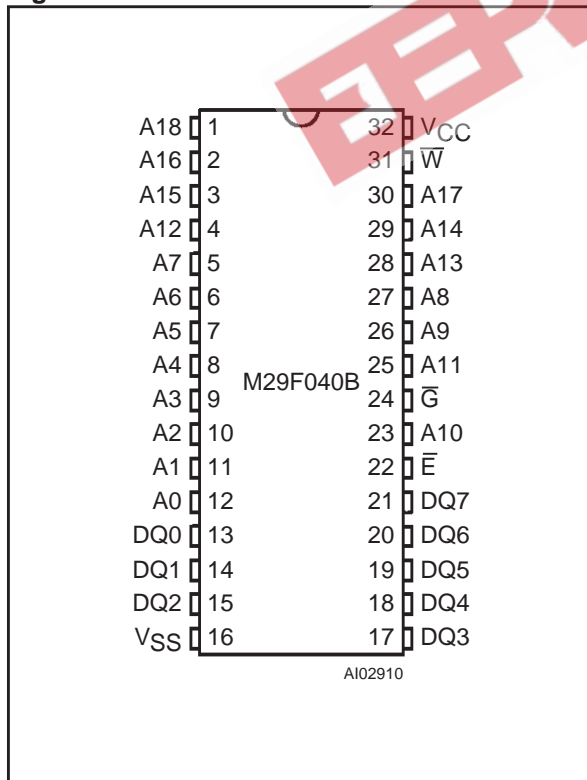 A18 1 32 VCC
A16 2 31 W̅
A15 3 30 A17
A12 4 29 A14
A7 5 28 A13
A6 6 27 A8
A5 7 26 A9
A4 8 25 A11
M29F040B
A3 9 24 G̅
A2 10 23 A10
A1 11 22 E̅
A0 12 21 DQ7
DQ0 13 20 DQ6
DQ1 14 19 DQ5
DQ2 15 18 DQ4
VSS 16 17 DQ3
AI02910